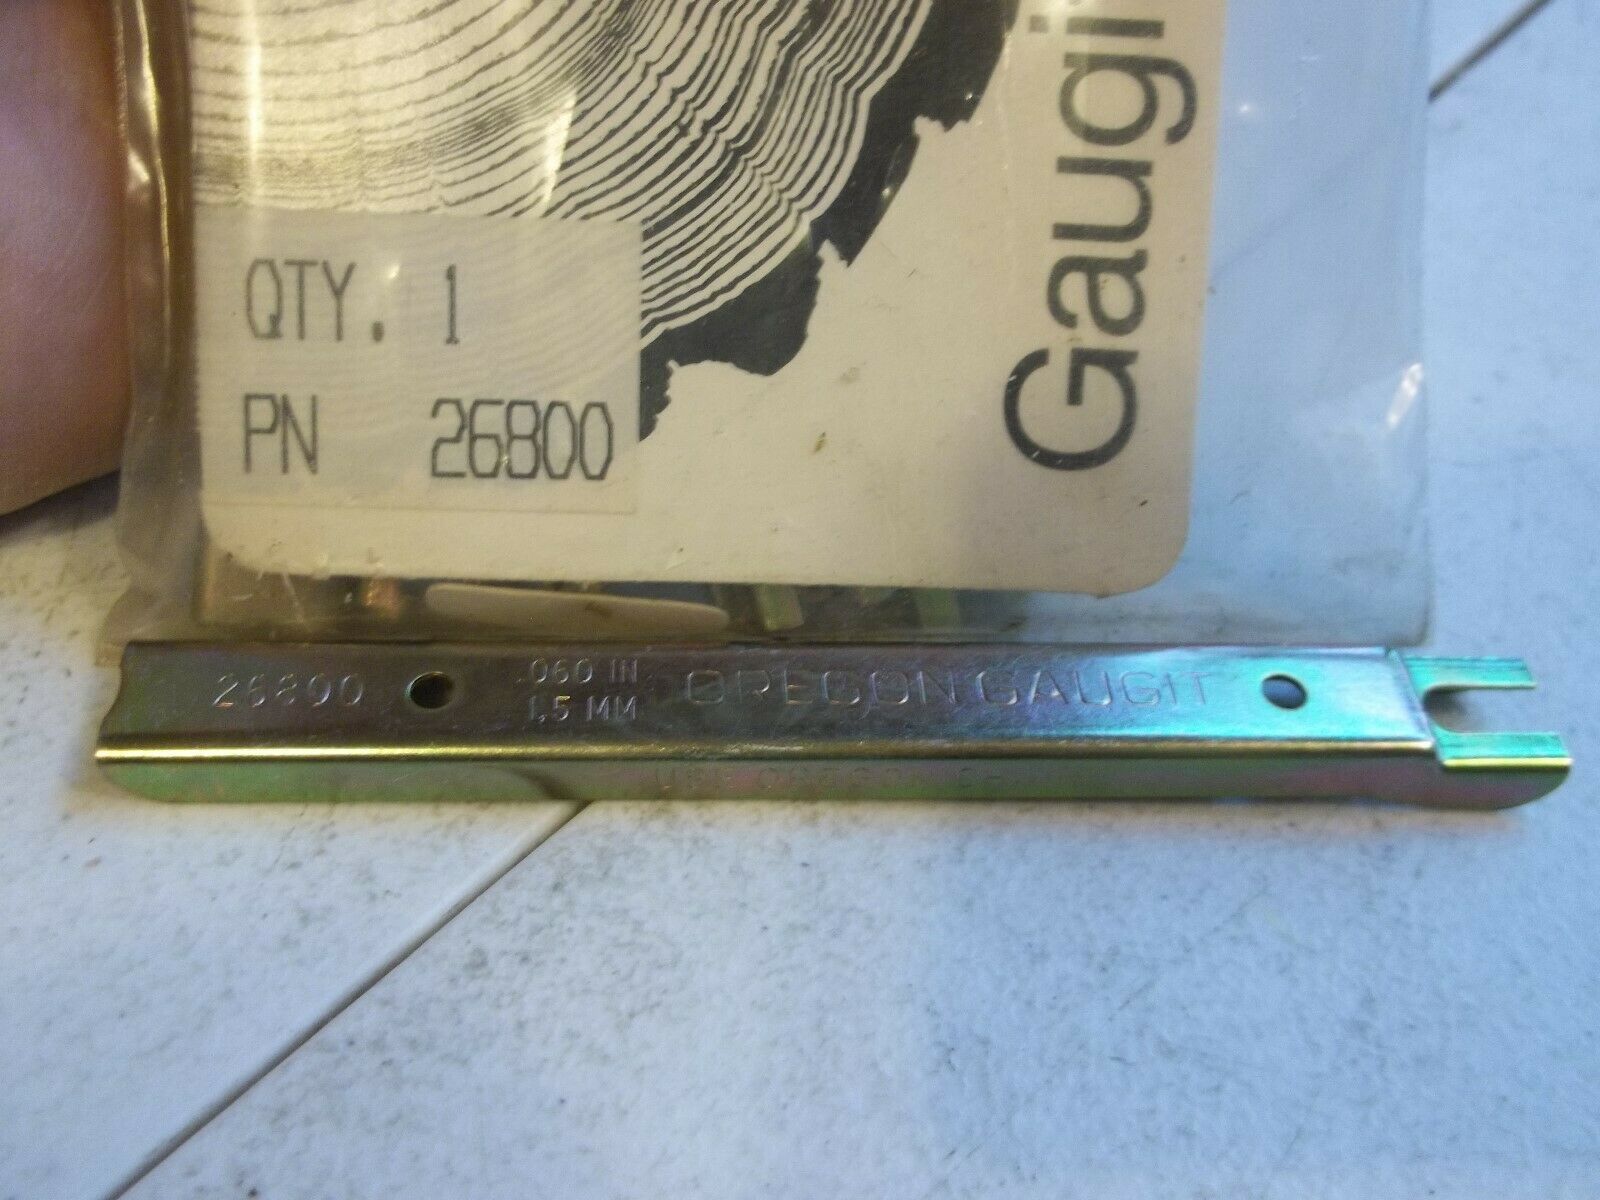 Gaugi
QTY. 1
PN 26800
26800
.060 IN
1,5 MM
OREGON GAUGIT